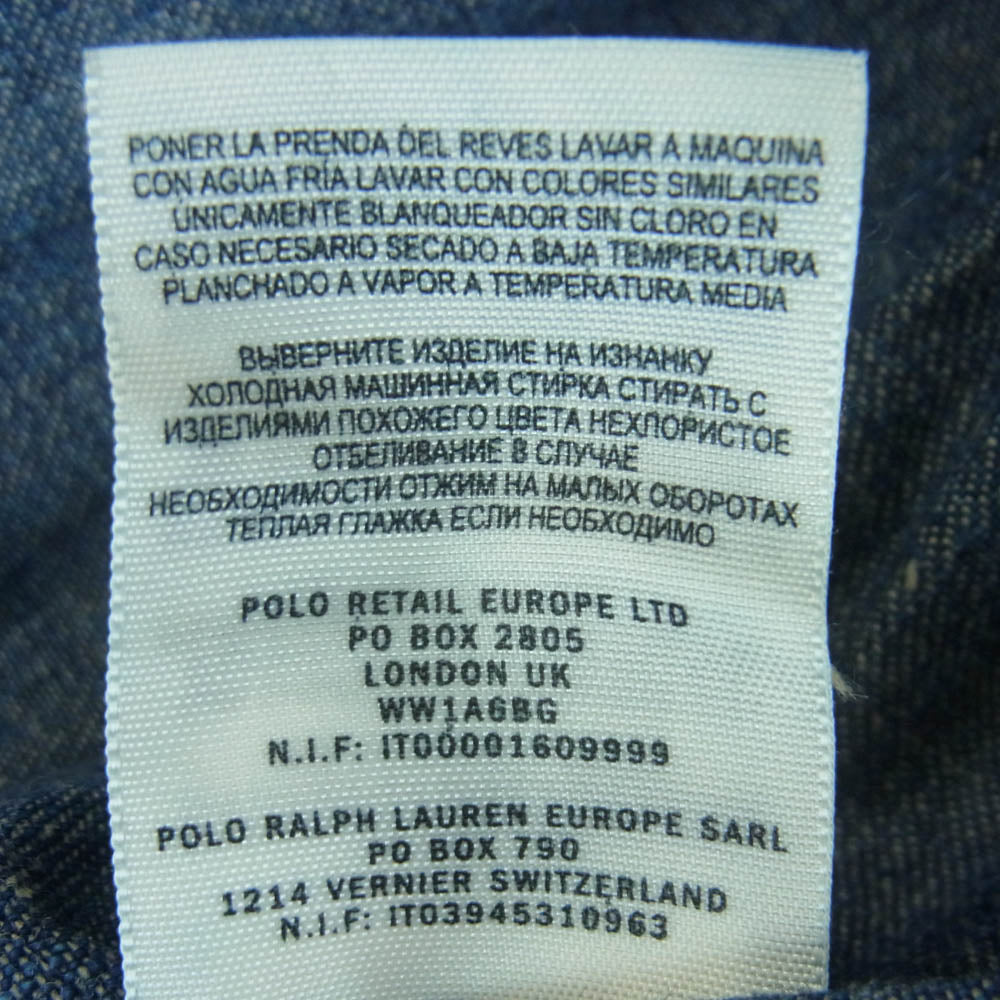 PONER LA PRENDA DEL REVES LAVAR A MAQUINA
CON AGUA FRÍA LAVAR CON COLORES SIMILARES
UNICAMENTE BLANQUEADOR SIN CLORO EN
CASO NECESARIO SECADO A BAJA TEMPERATURA
PLANCHADO A VAPOR A TEMPERATURA MEDIA
ВЫВЕРНИТЕ ИЗДЕЛИЕ НА ИЗНАНКУ
ХОЛОДНАЯ МАШИННАЯ СТИРКА СТИРАТЬ С
ИЗДЕЛИЯМИ ПОХОЖЕГО ЦВЕТА НЕХЛОРИСТОЕ
ОТБЕЛИВАНИЕ В СЛУЧАЕ
НЕОБХОДИМОСТИ ОТЖИМ НА МАЛЫХ ОБОРОТАХ
ТЕПЛАЯ ГЛАЖКА ЕСЛИ НЕОБХОДИМО
POLO RETAIL EUROPE LTD
PO BOX 2805
LONDON UK
WW1A6BG
N.I.F: IT00001609999
POLO RALPH LAUREN EUROPE SARL
PO BOX 790
1214 VERNIER SWITZERLAND
N.I.F: IT03945310963